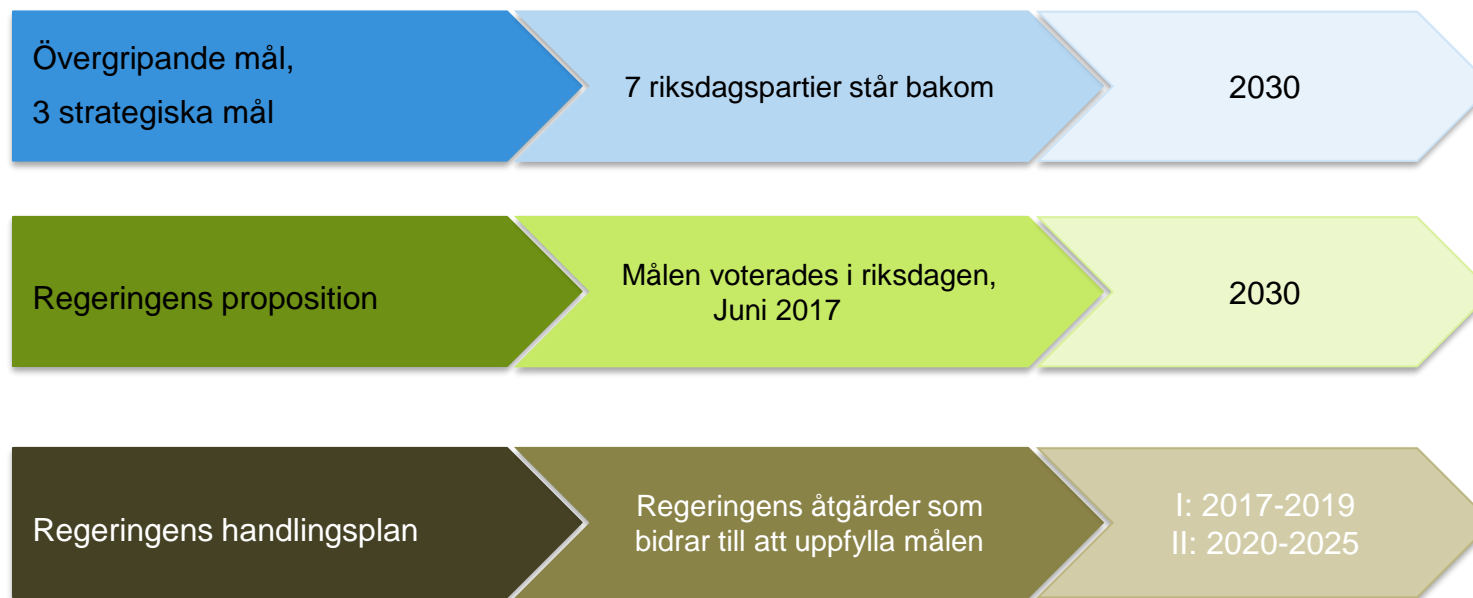 Övergripande mål,
3 strategiska mål
7 riksdagspartier står bakom
2030
Regeringens proposition
Målen voterades i riksdagen,
Juni 2017
2030
Regeringens handlingsplan
Regeringens åtgärder som
bidrar till att uppfylla målen
I: 2017-2019
II: 2020-2025